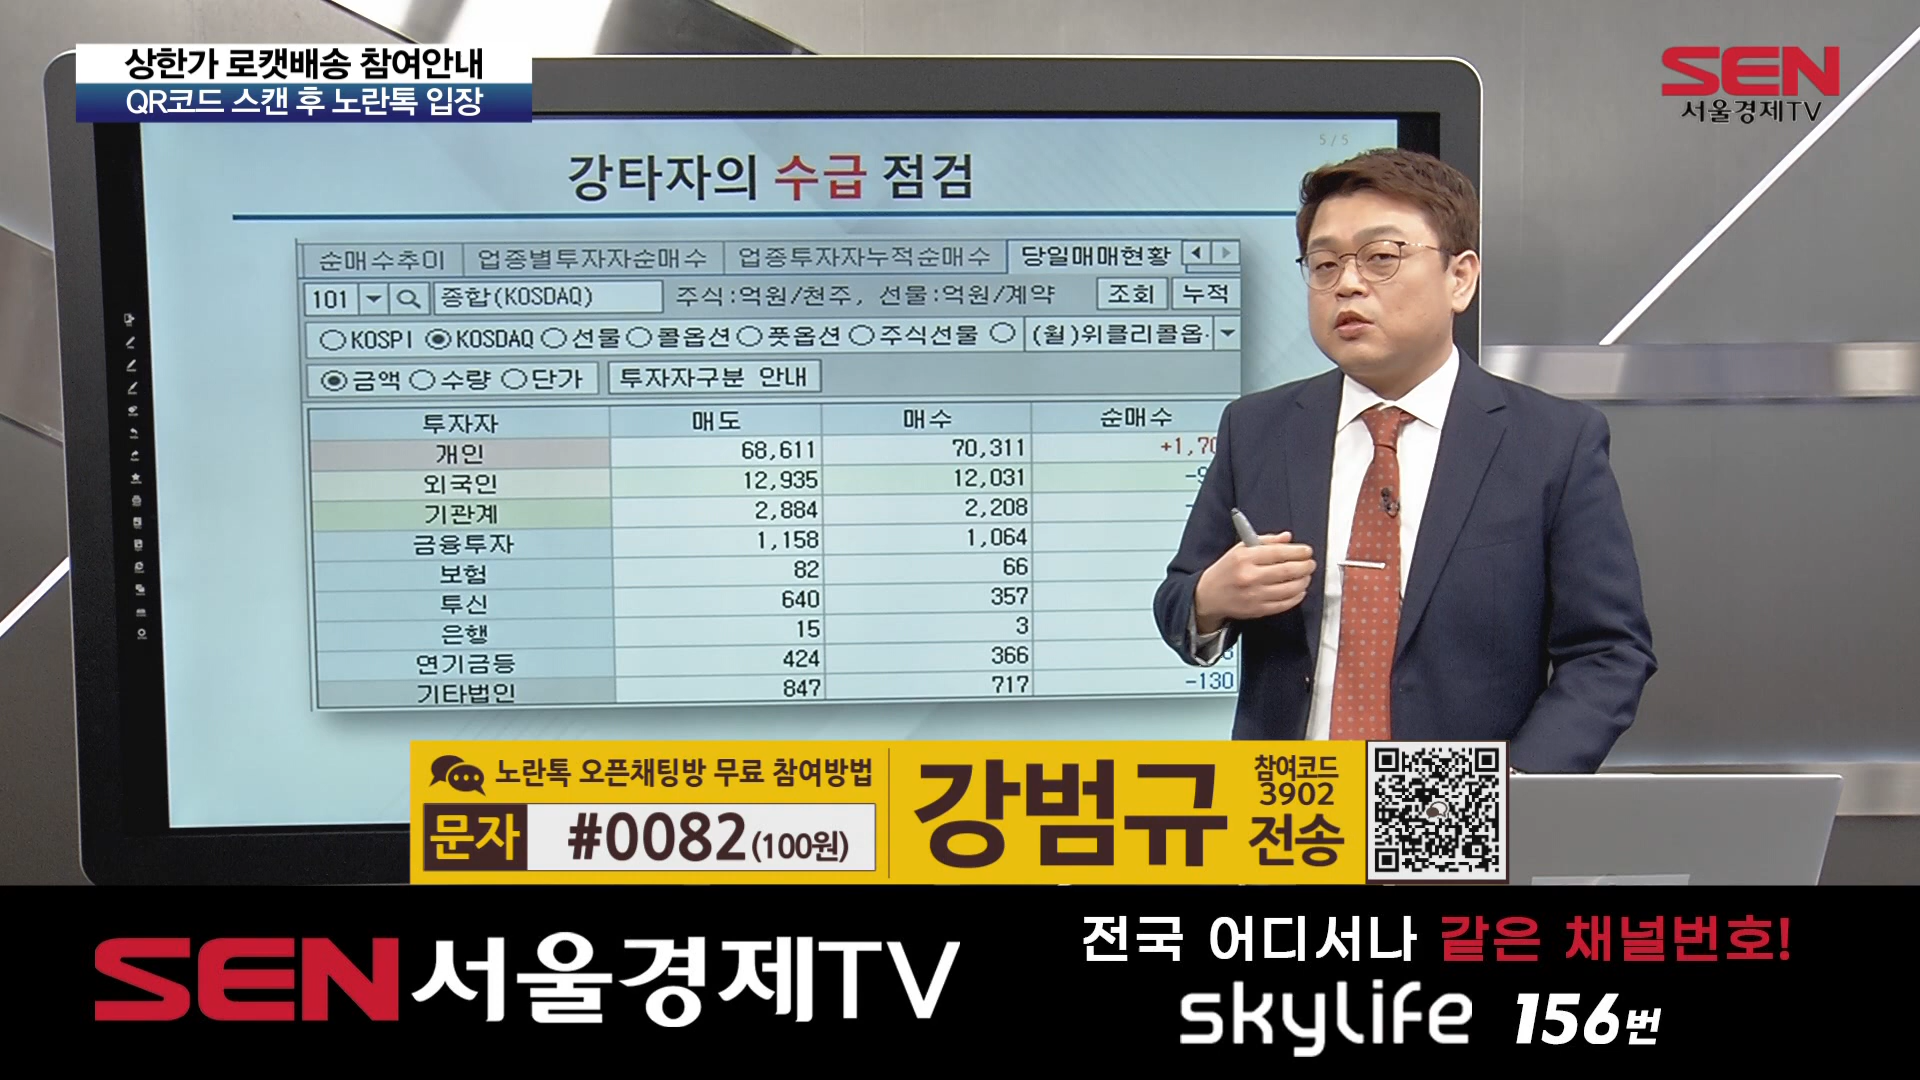 상한가 로캣배송 참여안내
QR코드 스캔 후 노란톡 입장
SEN
서울경제TV
5/5
강타자의 수급 점검
순매수추이 업종별투자자순매수 업종투자자누적순매수 당일매매현황
101 종합(KOSDAQ) 주식:억원/천주, 선물:억원/계약 조회 누적
KOSPI KOSDAQ 선물 콜옵션 풋옵션 주식선물 (월)위클리콜옵
금액 수량 단가 투자자구분 안내
투자자 매도 매수 순매수
개인 68,611 70,311
외국인 12,935 12,031
기관계 2,884 2,208
금융투자 1,158 1,064
보험 82 66
투신 640 357
은행 15 3
연기금등 424 366
기타법인 847 717 -130
노란톡 오픈채팅방 무료 참여방법
문자 #0082(100원)
강범규
참여코드
3902
전송
SEN서울경제TV
전국 어디서나 같은 채널번호!
skylife 156번